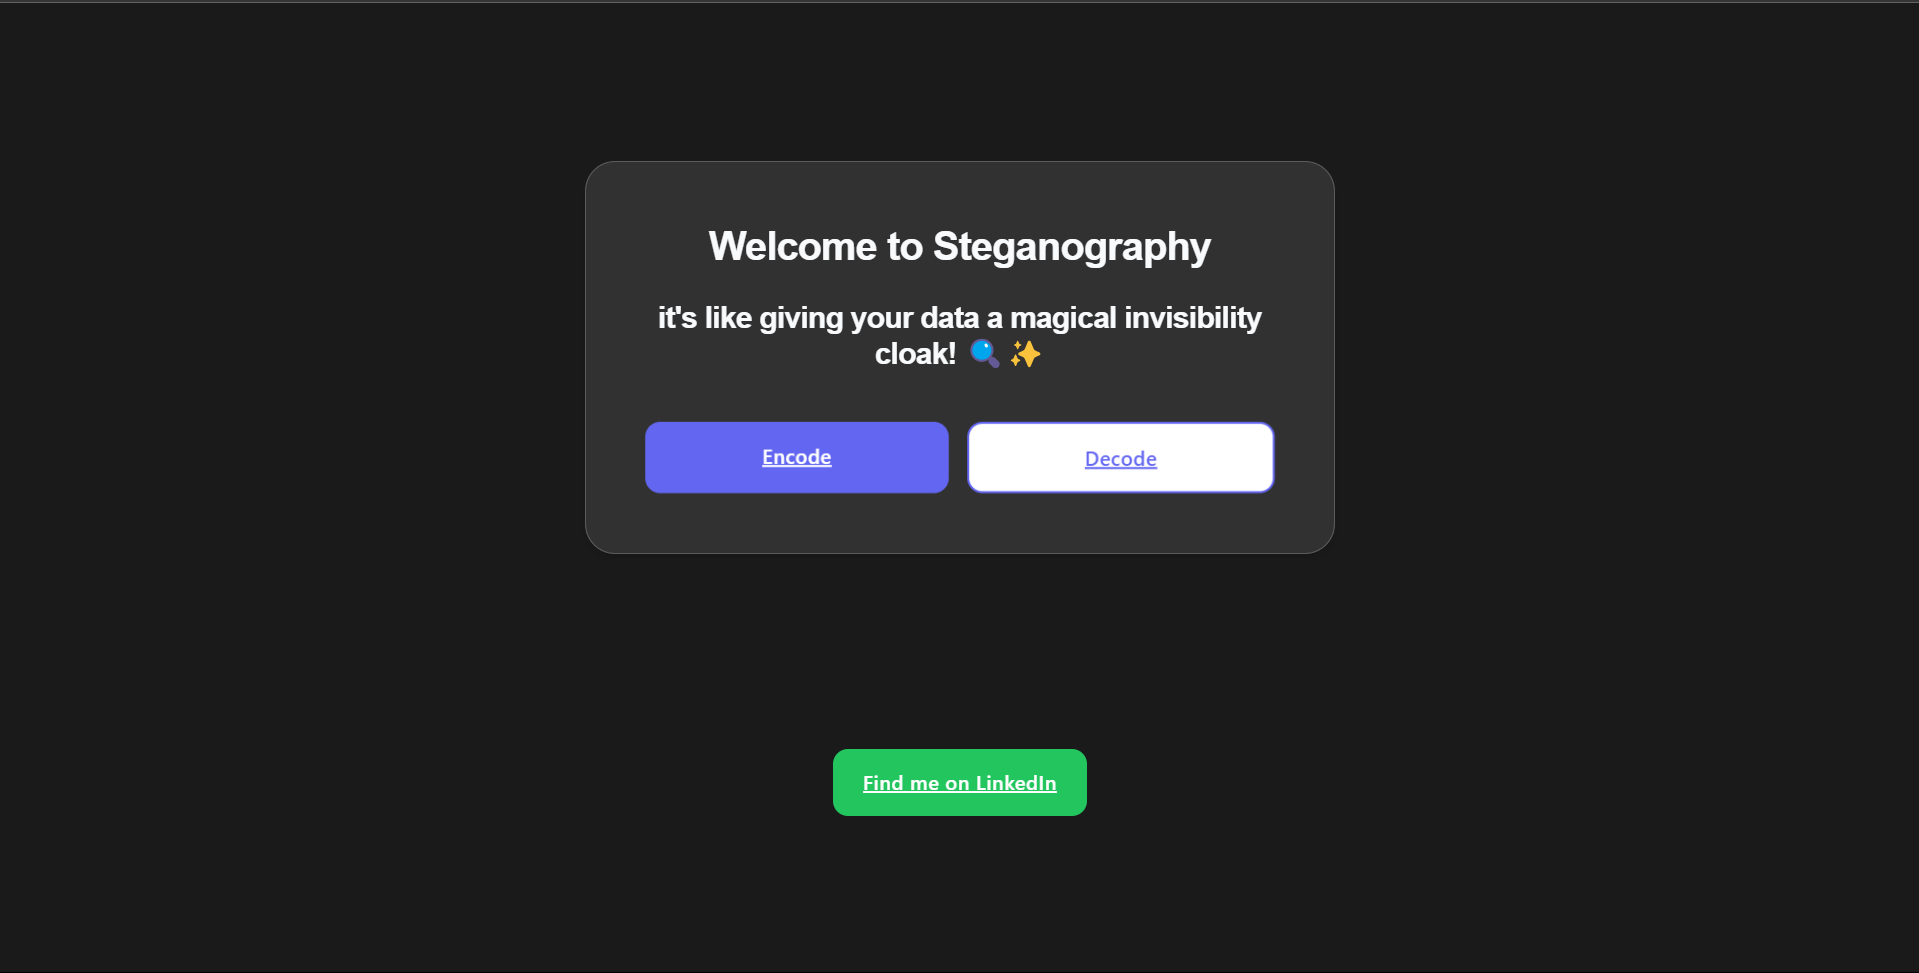 Welcome to Steganography
it's like giving your data a magical invisibility
cloak! 🔍 ✨
Encode
Decode
Find me on LinkedIn